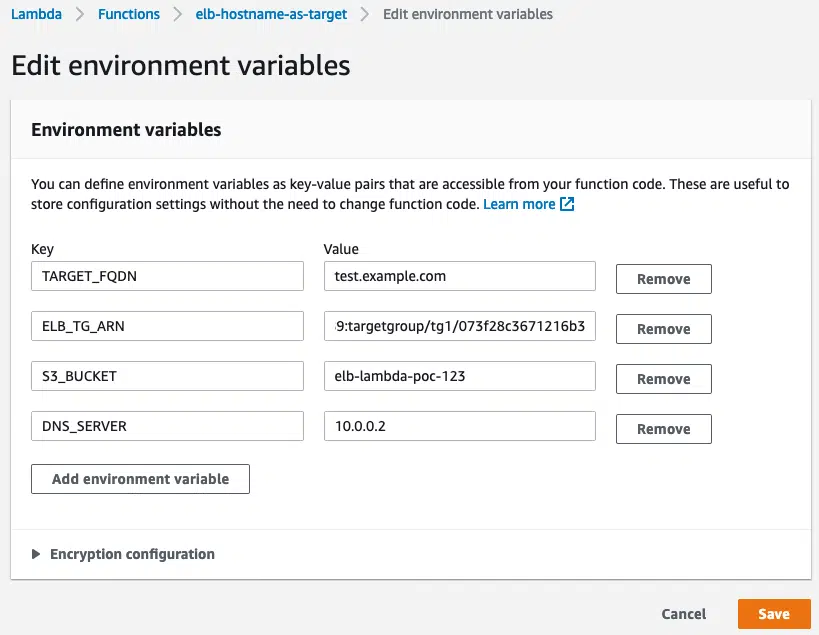 Lambda > Functions > elb-hostname-as-target > Edit environment variables
Edit environment variables
Environment variables
You can define environment variables as key-value pairs that are accessible from your function code. These are useful to
store configuration settings without the need to change function code. Learn more
Key Value
TARGET_FQDN test.example.com Remove
ELB_TG_ARN 9:targetgroup/tg1/073f28c3671216b3 Remove
S3_BUCKET elb-lambda-poc-123 Remove
DNS_SERVER 10.0.0.2 Remove
Add environment variable
Encryption configuration
Cancel Save